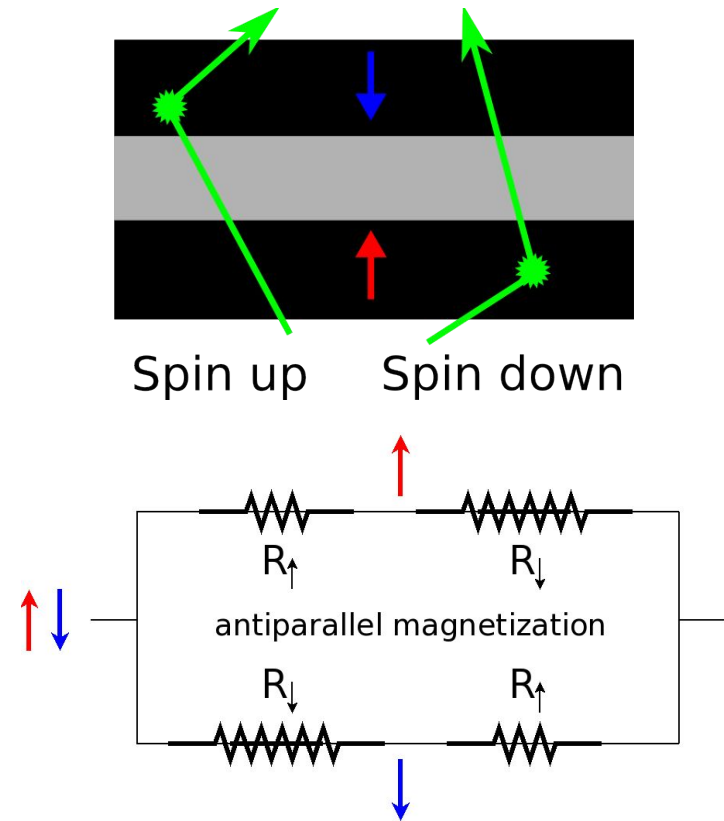 Spin up Spin down
R↑ R↓
antiparallel magnetization
R↓ R↑